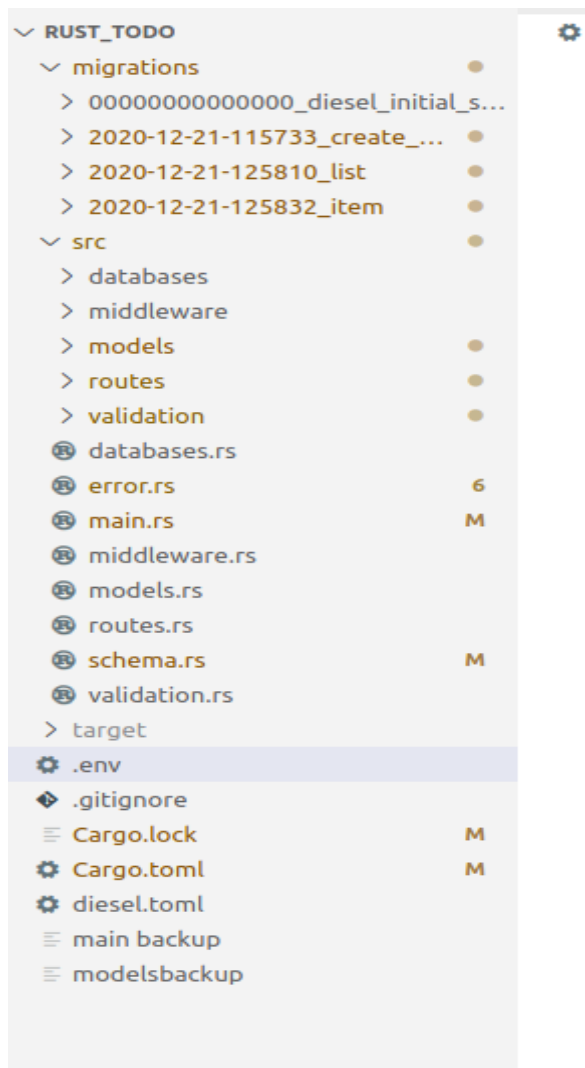 RUST_TODO
migrations
00000000000000_diesel_initial_s...
2020-12-21-115733_create_...
2020-12-21-125810_list
2020-12-21-125832_item
src
databases
middleware
models
routes
validation
databases.rs
error.rs 6
main.rs M
middleware.rs
models.rs
routes.rs
schema.rs M
validation.rs
target
.env
.gitignore
Cargo.lock M
Cargo.toml M
diesel.toml
main backup
modelsbackup